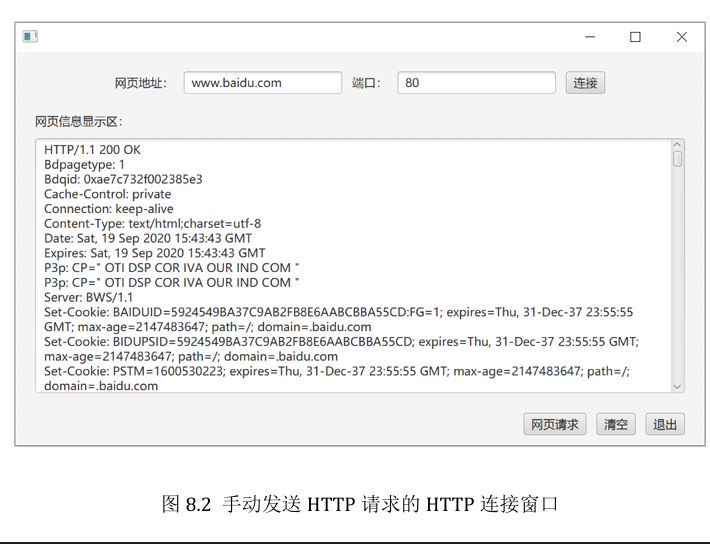 网页地址： www.baidu.com 端口： 80 连接
网页信息显示区：
HTTP/1.1 200 OK
Bdpagetype: 1
Bdqid: 0xae7c732f002385e3
Cache-Control: private
Connection: keep-alive
Content-Type: text/html;charset=utf-8
Date: Sat, 19 Sep 2020 15:43:43 GMT
Expires: Sat, 19 Sep 2020 15:43:43 GMT
P3p: CP=" OTI DSP COR IVA OUR IND COM "
P3p: CP=" OTI DSP COR IVA OUR IND COM "
Server: BWS/1.1
Set-Cookie: BAIDUID=5924549BA37C9AB2FB8E6AABCBBA55CD:FG=1; expires=Thu, 31-Dec-37 23:55:55
GMT; max-age=2147483647; path=/; domain=.baidu.com
Set-Cookie: BIDUPSID=5924549BA37C9AB2FB8E6AABCBBA55CD; expires=Thu, 31-Dec-37 23:55:55 GMT;
max-age=2147483647; path=/; domain=.baidu.com
Set-Cookie: PSTM=1600530223; expires=Thu, 31-Dec-37 23:55:55 GMT; max-age=2147483647; path=/;
domain=.baidu.com
网页请求 清空 退出
图 8.2 手动发送 HTTP 请求的 HTTP 连接窗口